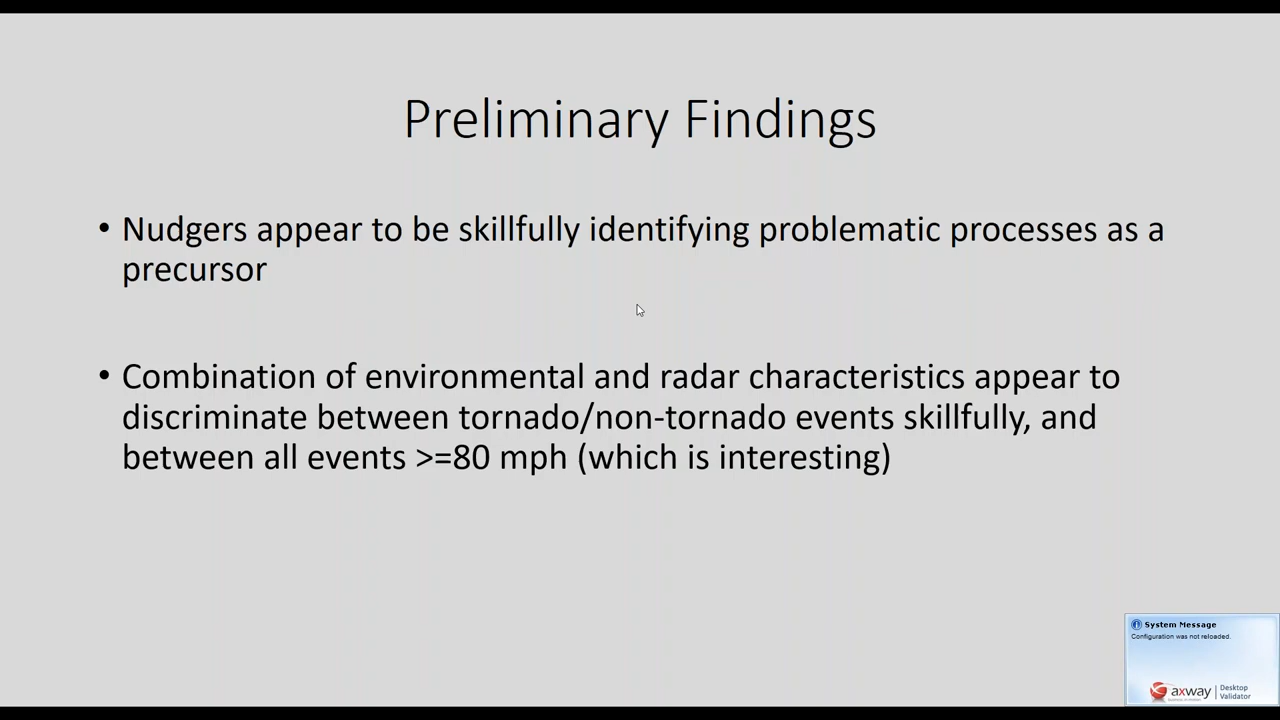 Preliminary Findings
• Nudgers appear to be skillfully identifying problematic processes as a
precursor
• Combination of environmental and radar characteristics appear to
discriminate between tornado/non-tornado events skillfully, and
between all events >=80 mph (which is interesting)
System Message
Configuration was not reloaded.
axway | Desktop
Validator